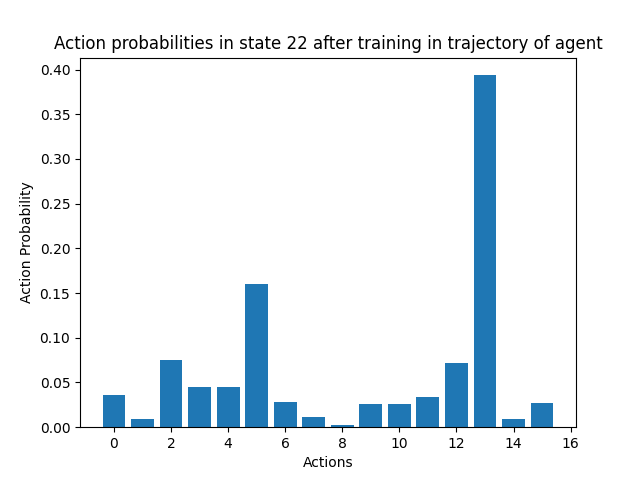 Action probabilities in state 22 after training in trajectory of agent
0.40
0.35
0.30
0.25
0.20
0.15
0.10
0.05
0.00
Action Probability
0 2 4 6 8 10 12 14 16
Actions